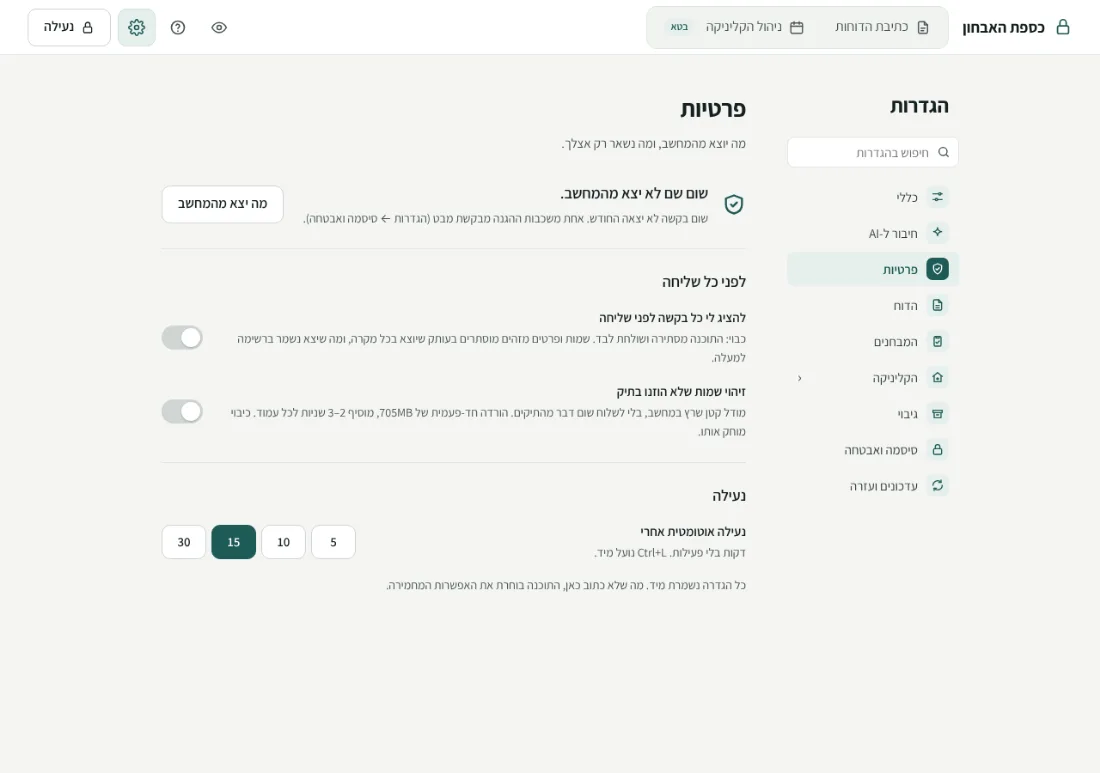 כספת האבחון
כתיבת הדוחות
ניהול הקליניקה
בטא
נעילה
הגדרות
חיפוש בהגדרות
כללי
חיבור ל-AI
פרטיות
הדוח
המבחנים
הקליניקה
גיבוי
סיסמה ואבטחה
עדכונים ועזרה
פרטיות
מה יוצא מהמחשב, ומה נשאר רק אצלך.
שום שם לא יצא מהמחשב.
שום בקשה לא יצאה החודש. אחת משכבות ההגנה מבקשת מבט (הגדרות ← סיסמה ואבטחה).
מה יצא מהמחשב
לפני כל שליחה
להציג לי כל בקשה לפני שליחה
כבוי: התוכנה מסתירה ושולחת לבד. שמות ופרטים מזהים מוסתרים בעותק שיוצא בכל מקרה, ומה שיצא נשמר ברשימה
למעלה.
זיהוי שמות שלא הוזנו בתיק
מודל קטן שרץ במחשב, בלי לשלוח שום דבר מהתיקים. הורדה חד-פעמית של 705MB, מוסיף 2–3 שניות לכל עמוד. כיבוי
מוחק אותו.
נעילה
נעילה אוטומטית אחרי
דקות בלי פעילות. Ctrl+L נועל מיד.
5
10
15
30
כל הגדרה נשמרת מיד. מה שלא כתוב כאן, התוכנה בוחרת את האפשרות המחמירה.